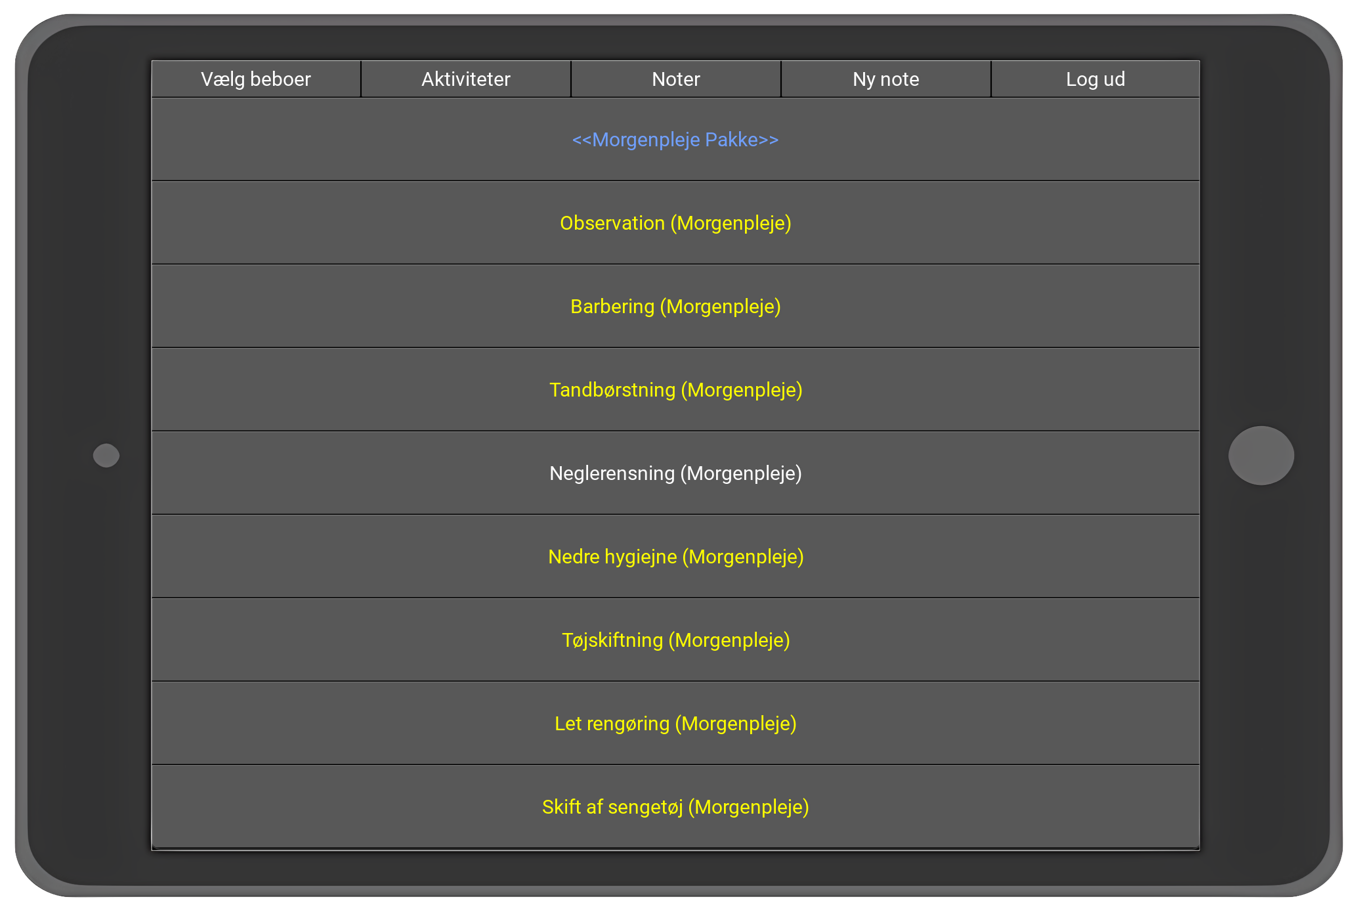 Vælg beboer Aktiviteter Noter Ny note Log ud
<<Morgenpleje Pakke>>
Observation (Morgenpleje)
Barbering (Morgenpleje)
Tandbørstning (Morgenpleje)
Neglerensning (Morgenpleje)
Nedre hygiejne (Morgenpleje)
Tøjskiftning (Morgenpleje)
Let rengøring (Morgenpleje)
Skift af sengetøj (Morgenpleje)